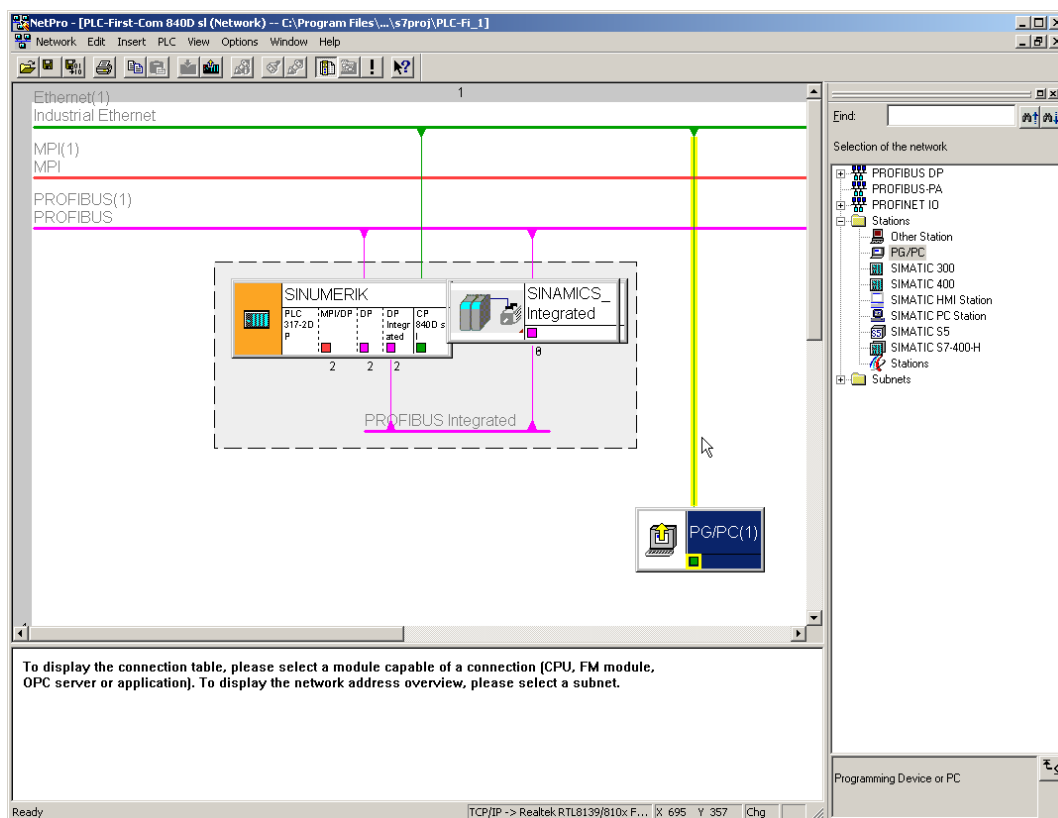 NetPro - [PLC-First-Com 840D sl (Network) -- C:\Program Files\...\s7proj\PLC-Fi_1]
Network Edit Insert PLC View Options Window Help
1
Ethernet(1)
Industrial Ethernet
MPI(1)
MPI
PROFIBUS(1)
PROFIBUS
SINUMERIK
PLC
317-2D
P
MPI/DP
DP
DP
Integr
ated
CP
840D s
l
2
2
2
SINAMICS_
Integrated
8
PROFIBUS Integrated
PG/PC(1)
To display the connection table, please select a module capable of a connection (CPU, FM module,
OPC server or application). To display the network address overview, please select a subnet.
Find:
Selection of the network
PROFIBUS DP
PROFIBUS-PA
PROFINET IO
Stations
Other Station
PG/PC
SIMATIC 300
SIMATIC 400
SIMATIC HMI Station
SIMATIC PC Station
SIMATIC S5
SIMATIC S7-400-H
Stations
Subnets
Programming Device or PC
Ready
TCP/IP -> Realtek RTL8139/810x F...
X 695 Y 357
Chg